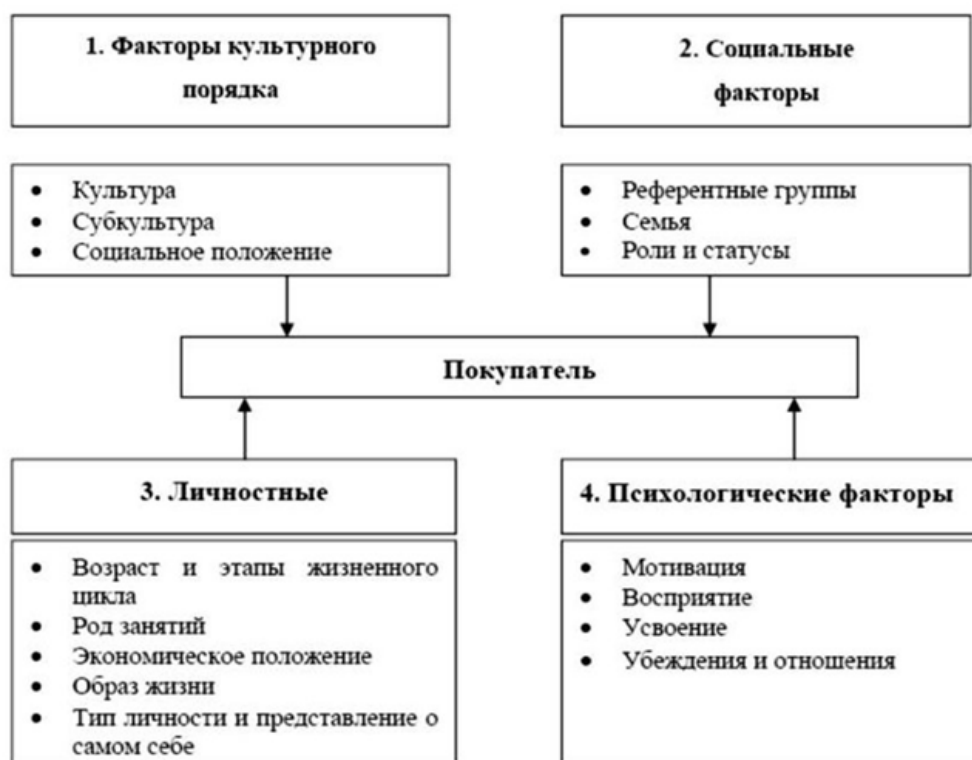 1. Факторы культурного
порядка
2. Социальные
факторы
• Культура
• Субкультура
• Социальное положение
• Референтные группы
• Семья
• Роли и статусы
Покупатель
3. Личностные
4. Психологические факторы
• Возраст и этапы жизненного
цикла
• Род занятий
• Экономическое положение
• Образ жизни
• Тип личности и представление о
самом себе
• Мотивация
• Восприятие
• Усвоение
• Убеждения и отношения